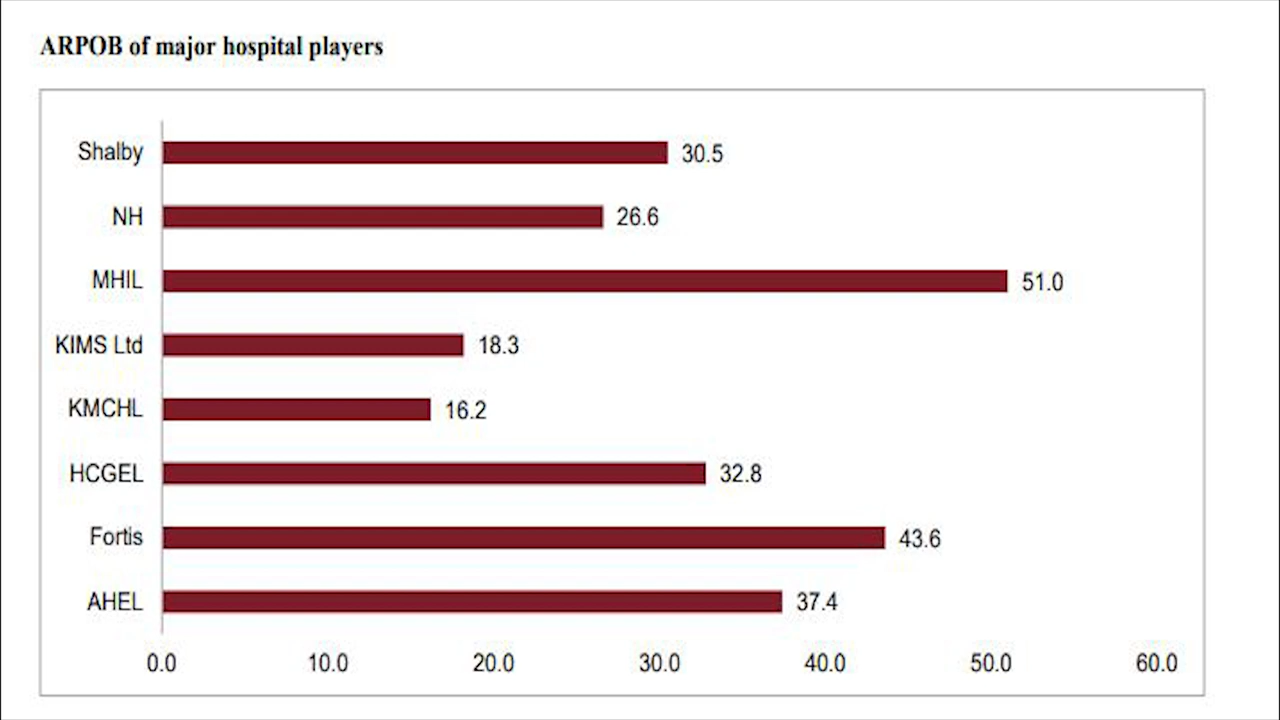 ARPOB of major hospital players
Shalby 30.5
NH 26.6
MHIL 51.0
KIMS Ltd 18.3
KMCHL 16.2
HCGEL 32.8
Fortis 43.6
AHEL 37.4
0.0 10.0 20.0 30.0 40.0 50.0 60.0